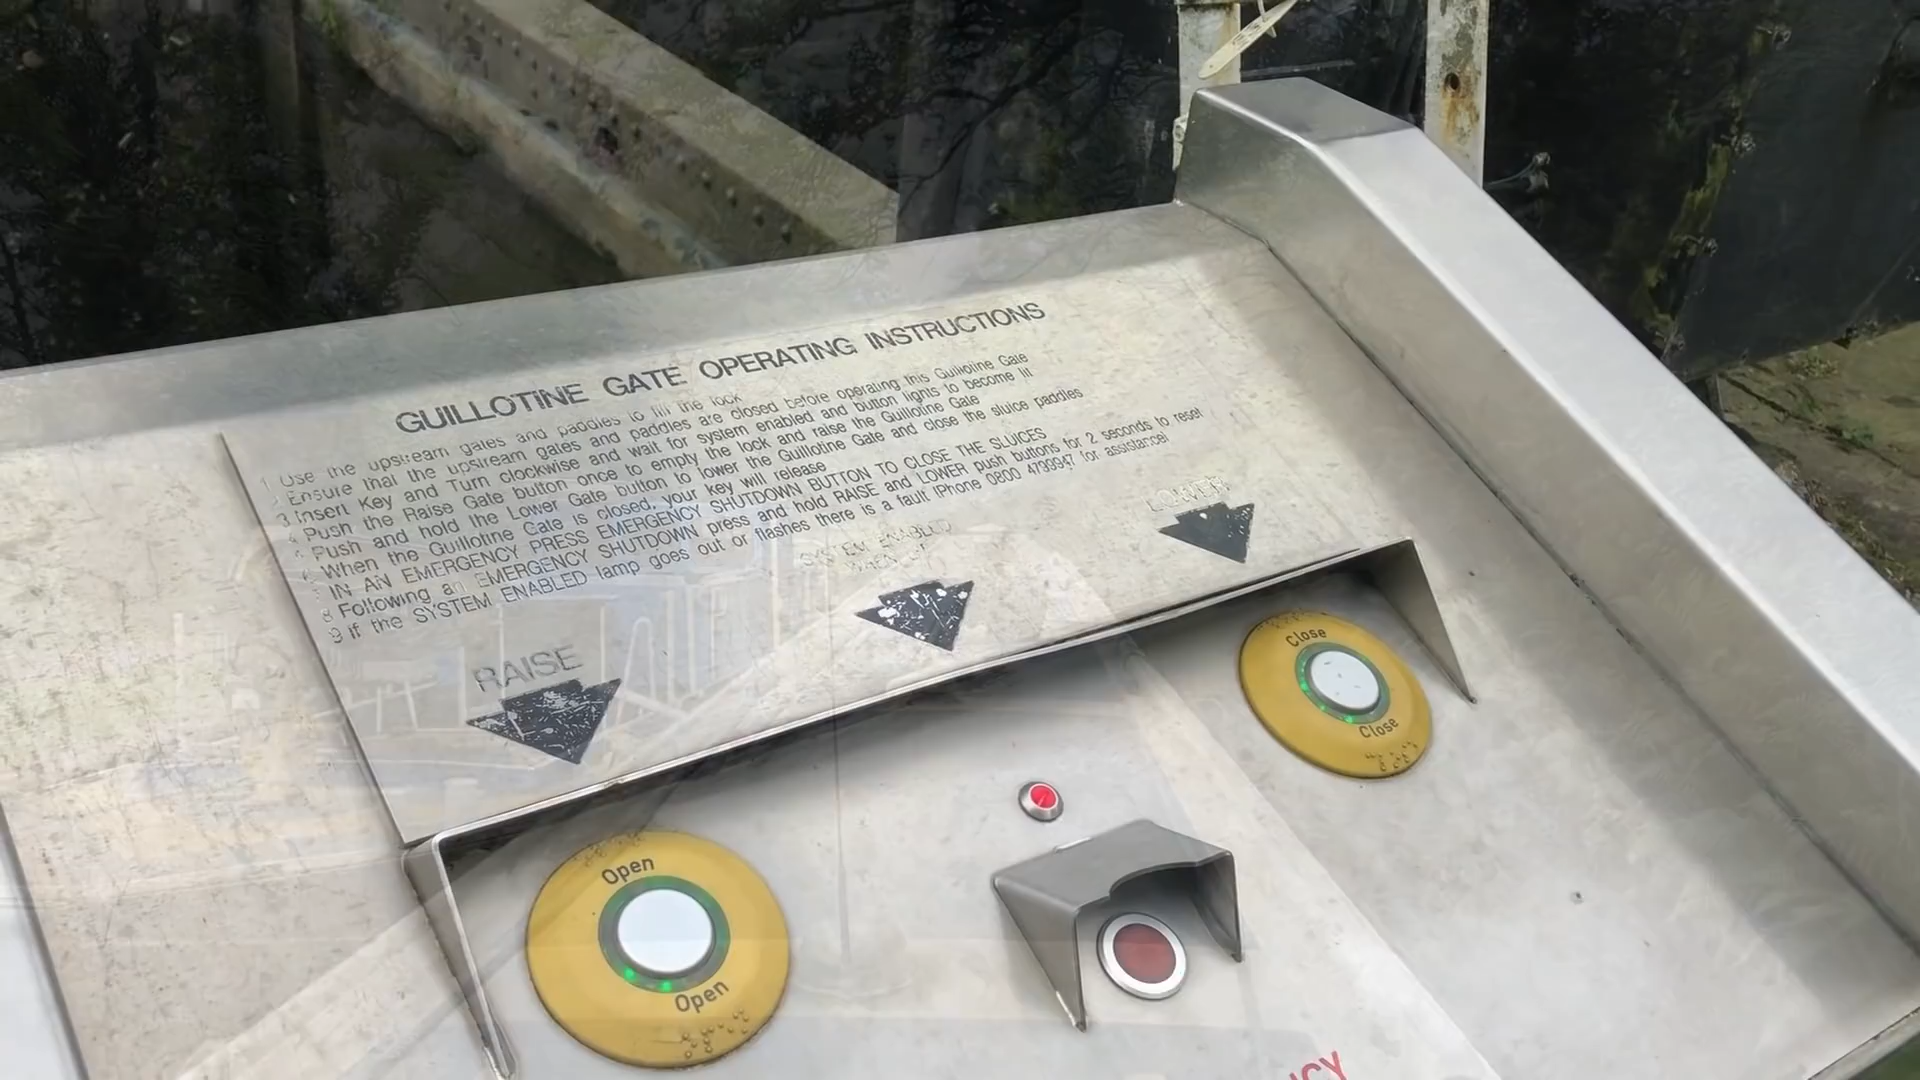 GUILLOTINE GATE OPERATING INSTRUCTIONS
1 Use the upstream gates and paddles to fill the lock
2 Ensure that the upstream gates and paddles are closed before operating this Guillotine Gate
3 Insert Key and Turn clockwise and wait for system enabled and button lights to become lit
4 Push the Raise Gate button once to empty the lock and raise the Guillotine Gate
5 Push and hold the Lower Gate button to lower the Guillotine Gate and close the sluice paddles
6 When the Guillotine Gate is closed, your key will release
7 IN AN EMERGENCY PRESS EMERGENCY SHUTDOWN BUTTON TO CLOSE THE SLUICES
8 Following an EMERGENCY SHUTDOWN press and hold RAISE and LOWER push buttons for 2 seconds to reset
9 If the SYSTEM ENABLED lamp goes out or flashes there is a fault (Phone 0800 4799947 for assistance)
RAISE
SYSTEM ENABLED
WHEN LIT
LOWER
Close
Close
Open
Open